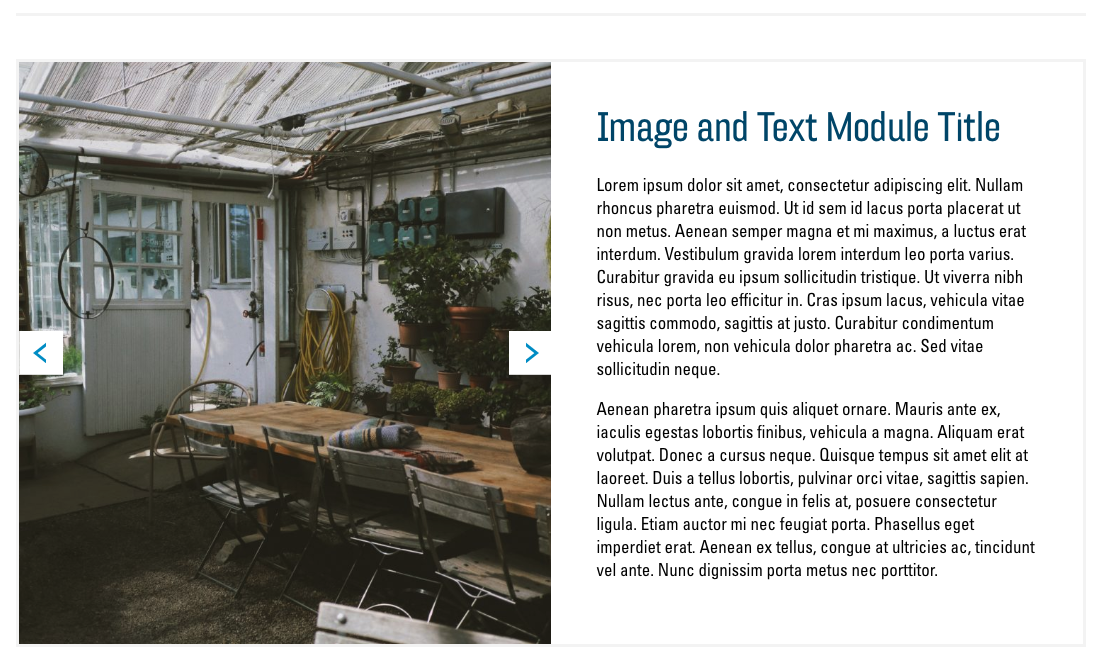 Image and Text Module Title
Lorem ipsum dolor sit amet, consectetur adipiscing elit. Nullam
rhoncus pharetra euismod. Ut id sem id lacus porta placerat ut
non metus. Aenean semper magna et mi maximus, a luctus erat
interdum. Vestibulum gravida lorem interdum leo porta varius.
Curabitur gravida eu ipsum sollicitudin tristique. Ut viverra nibh
risus, nec porta leo efficitur in. Cras ipsum lacus, vehicula vitae
sagittis commodo, sagittis at justo. Curabitur condimentum
vehicula lorem, non vehicula dolor pharetra ac. Sed vitae
sollicitudin neque.
Aenean pharetra ipsum quis aliquet ornare. Mauris ante ex,
iaculis egestas lobortis finibus, vehicula a magna. Aliquam erat
volutpat. Donec a cursus neque. Quisque tempus sit amet elit at
laoreet. Duis a tellus lobortis, pulvinar orci vitae, sagittis sapien.
Nullam lectus ante, congue in felis at, posuere consectetur
ligula. Etiam auctor mi nec feugiat porta. Phasellus eget
imperdiet erat. Aenean ex tellus, congue at ultricies ac, tincidunt
vel ante. Nunc dignissim porta metus nec porttitor.